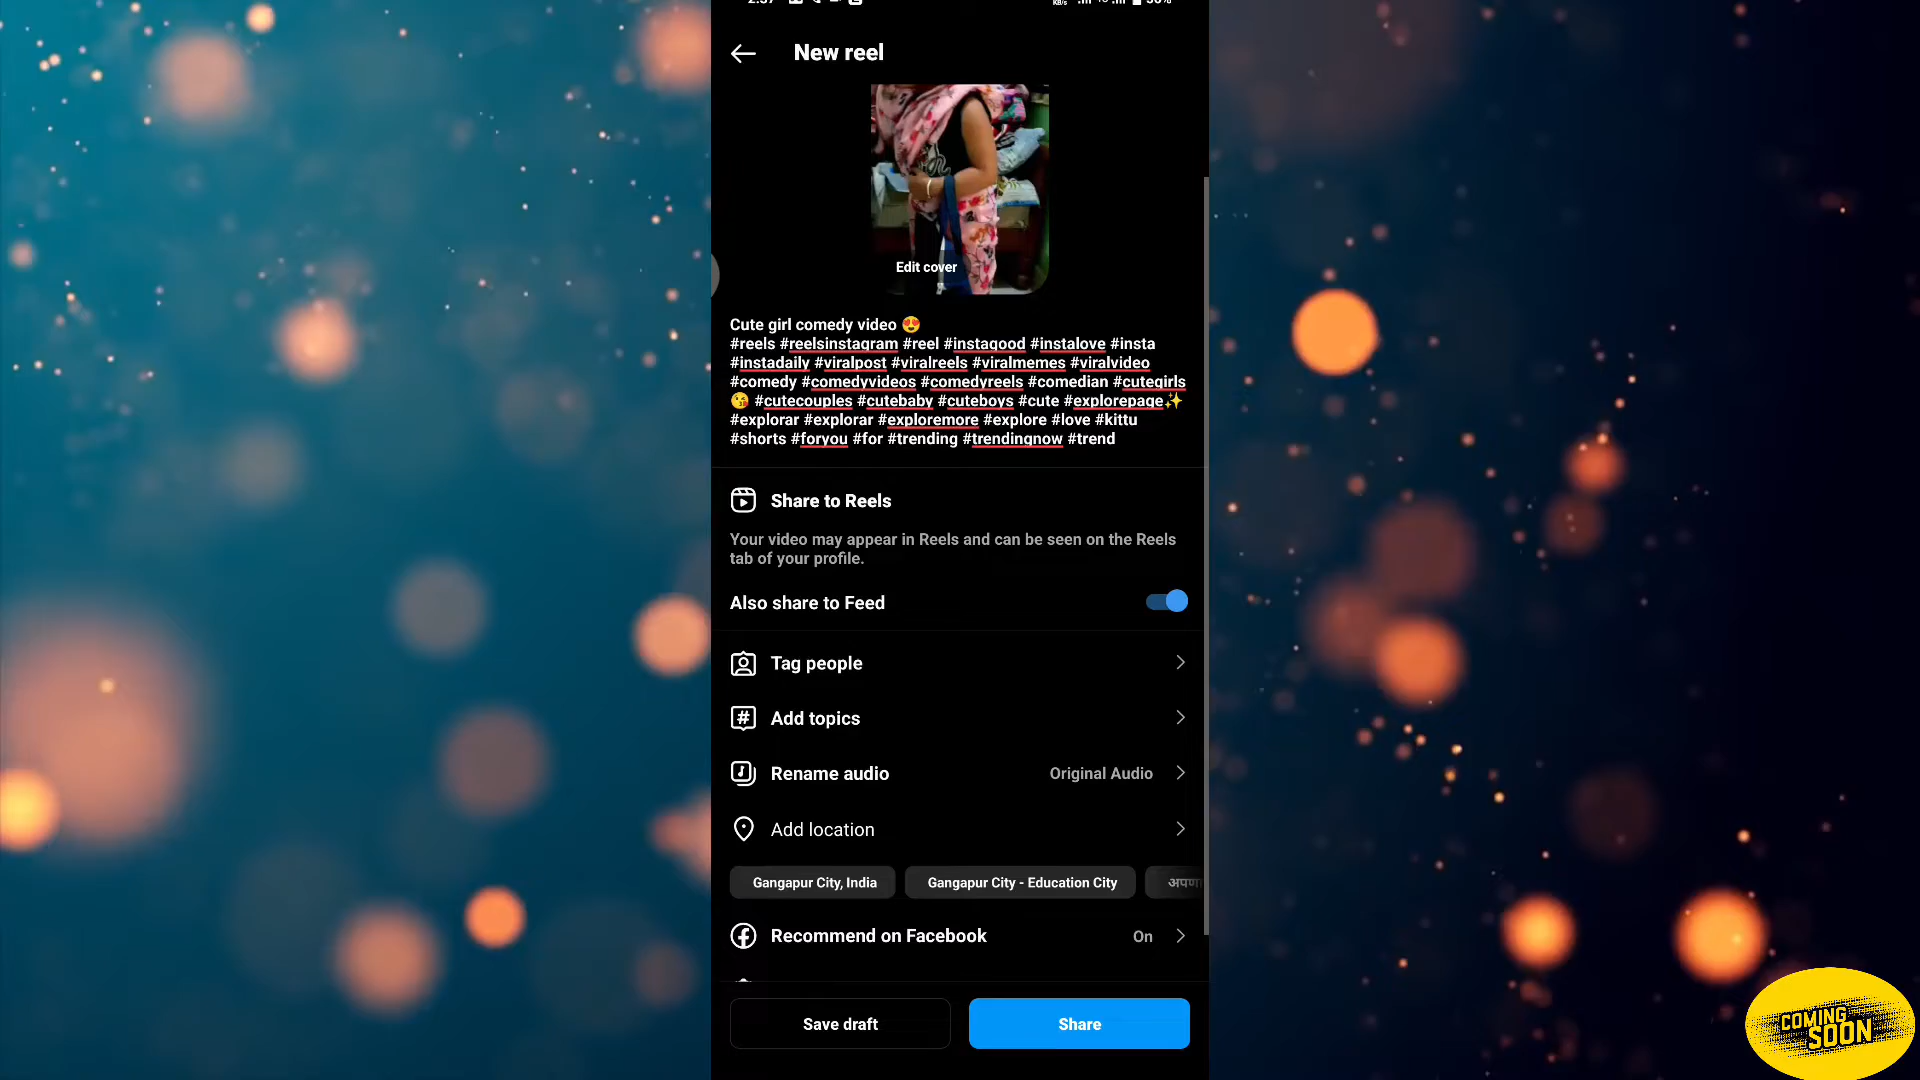 New reel
Edit cover
Cute girl comedy video 😍
#reels #reelsinstagram #reel #instagood #instalove #insta
#instadaily #viralpost #viralreels #viralmemes #viralvideo
#comedy #comedyvideos #comedyreels #comedian #cutegirls
😘 #cutecouples #cutebaby #cuteboys #cute #explorepage✨
#explorar #explorar #exploremore #explore #love #kittu
#shorts #foryou #for #trending #trendingnow #trend
Share to Reels
Your video may appear in Reels and can be seen on the Reels
tab of your profile.
Also share to Feed
Tag people
Add topics
Rename audio Original Audio
Add location
Gangapur City, India Gangapur City - Education City
Recommend on Facebook On
Save draft Share
COMING
SOON